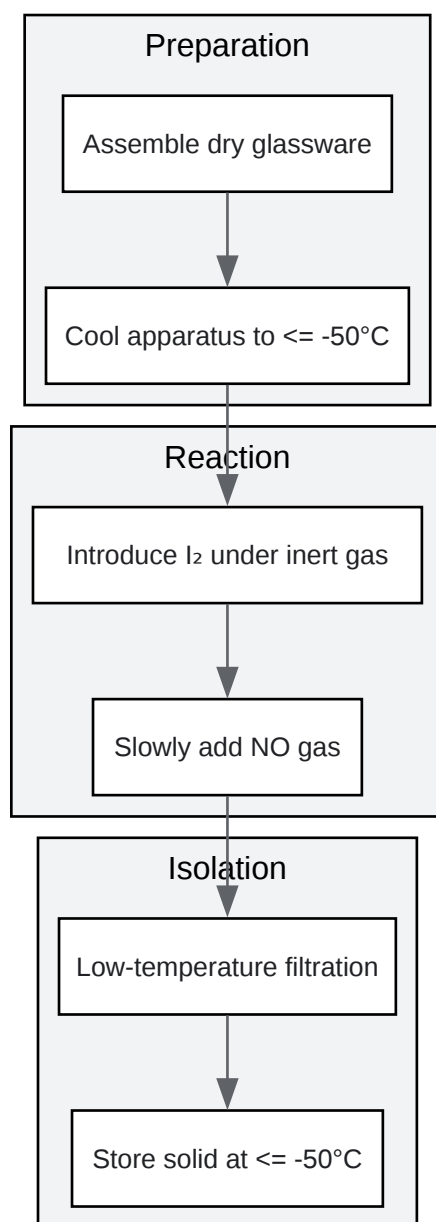 Preparation
Assemble dry glassware
Cool apparatus to <= -50°C
Reaction
Introduce I₂ under inert gas
Slowly add NO gas
Isolation
Low-temperature filtration
Store solid at <= -50°C